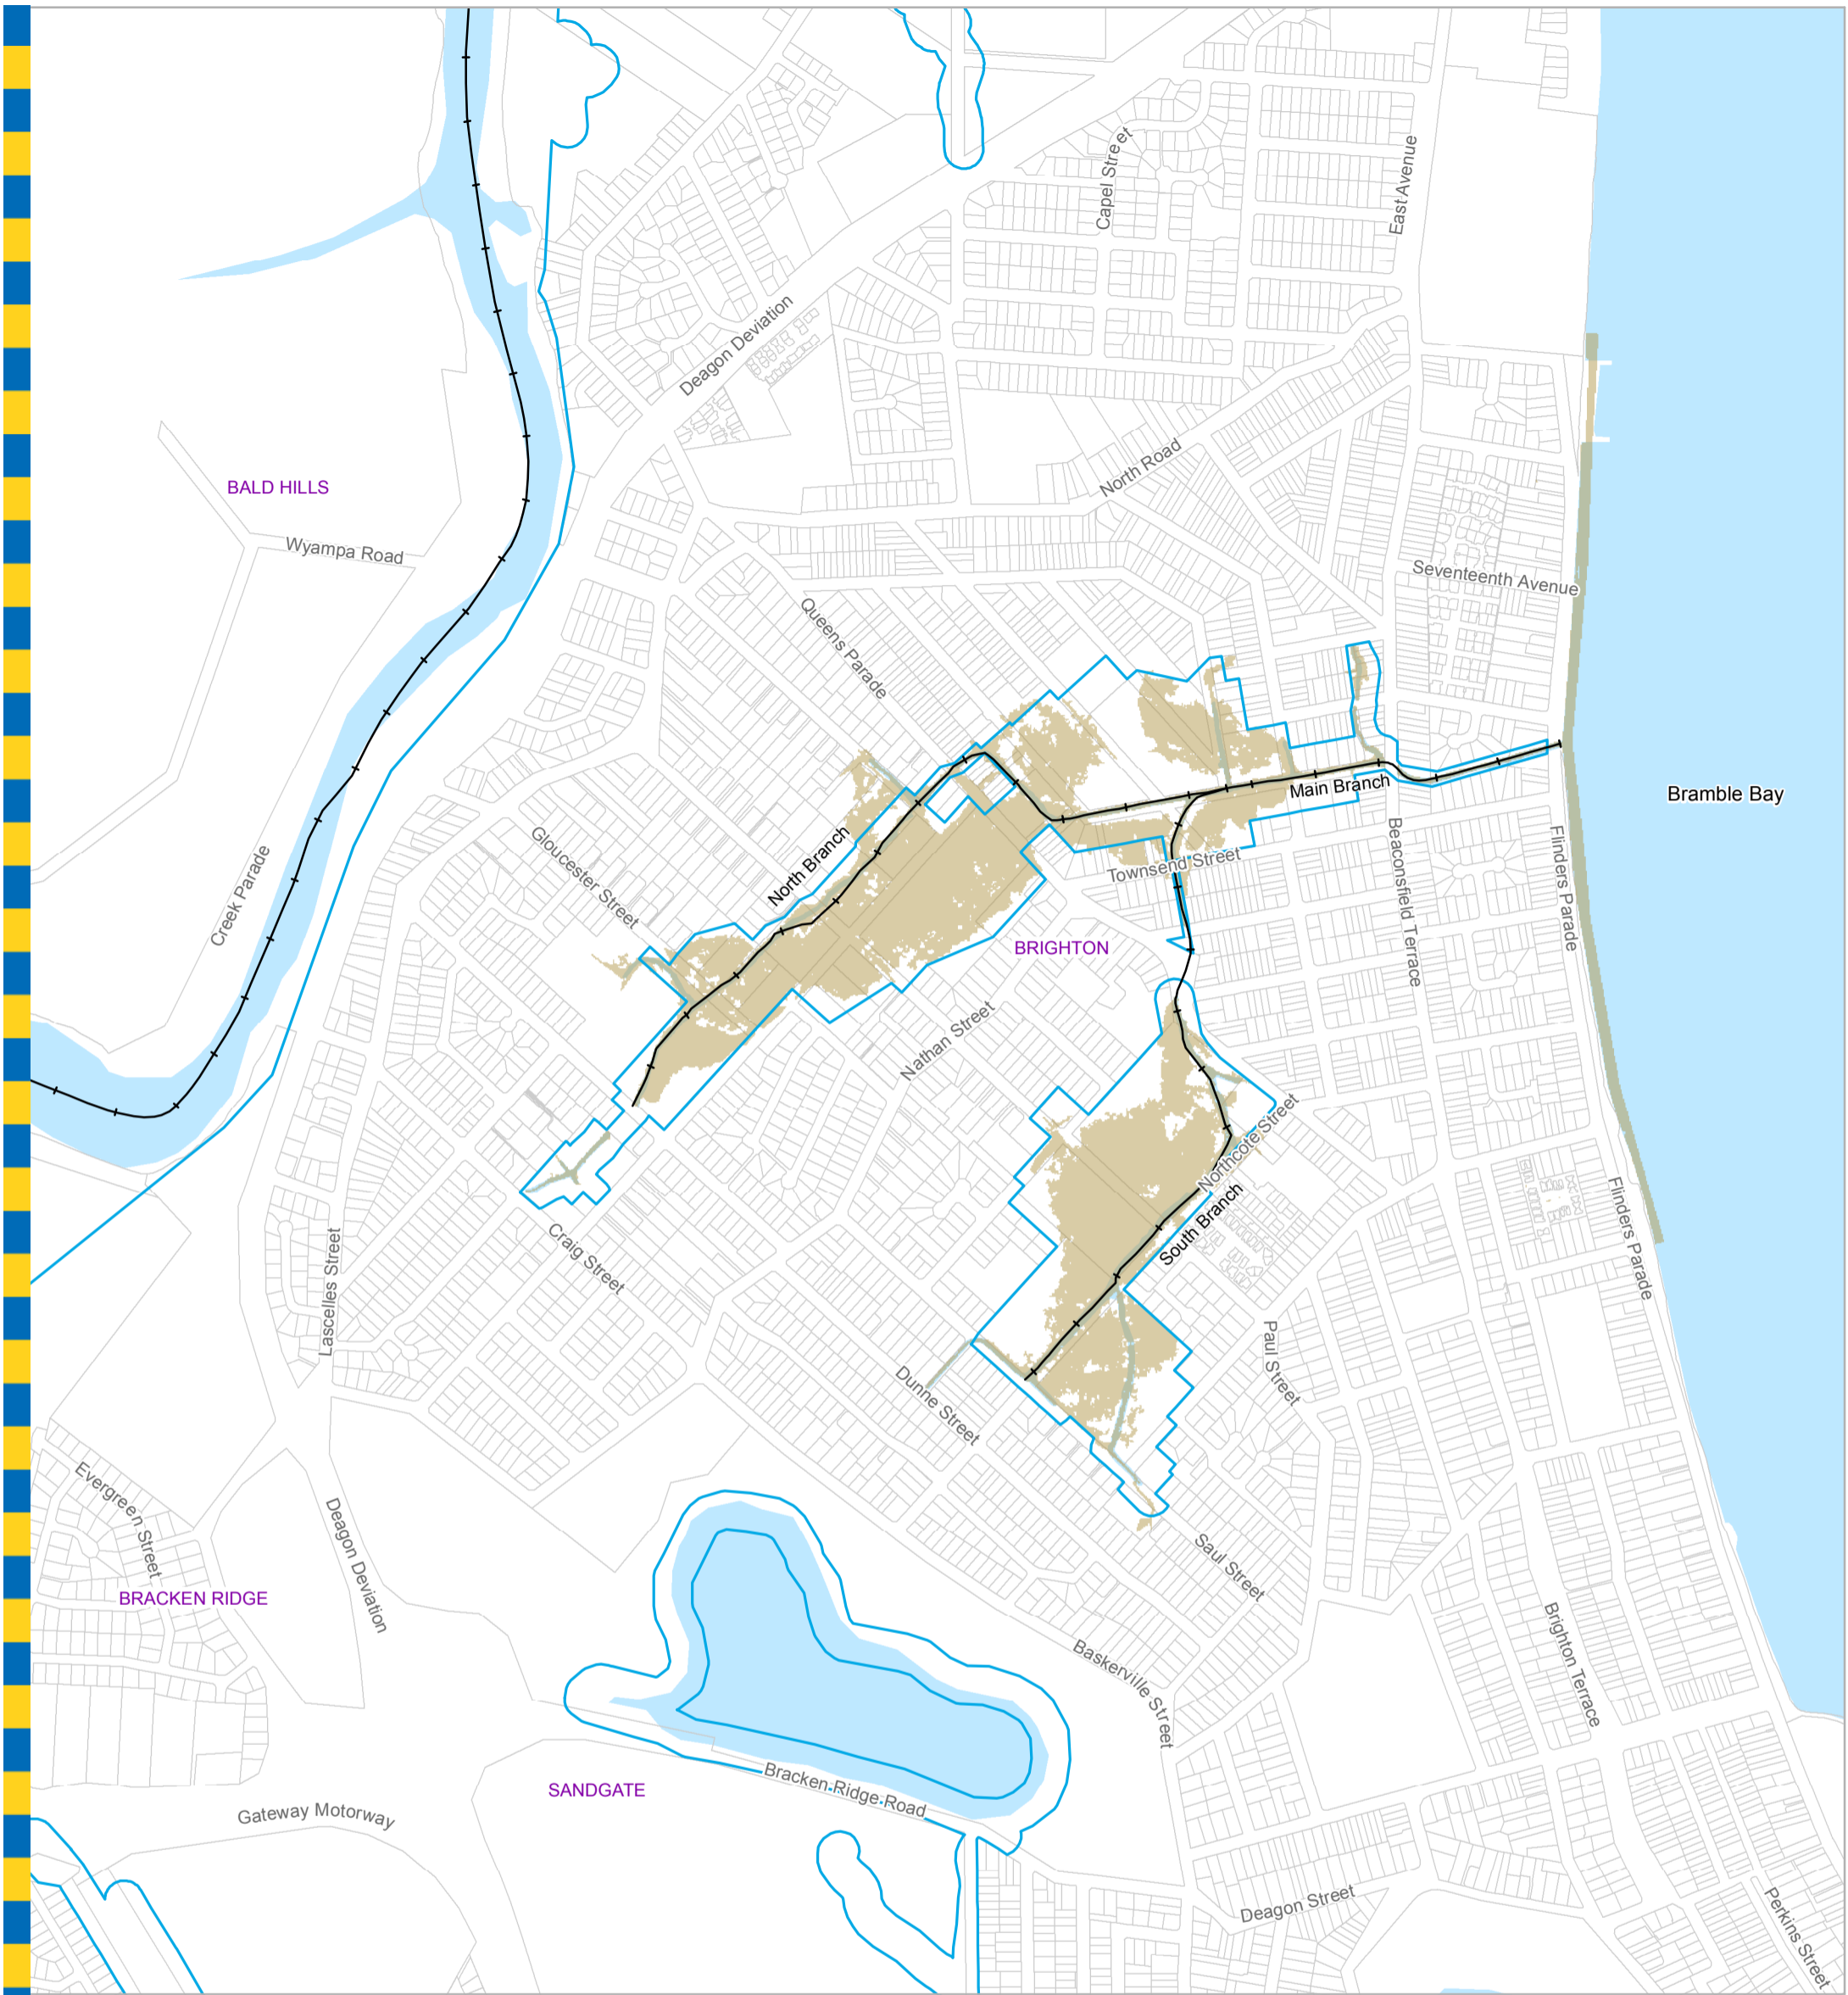 Capel Street
East Avenue
Deagon Deviation
North Road
BALD HILLS
Wyampa Road
Seventeenth Avenue
Queens Parade
Main Branch
Bramble Bay
Gloucester Street
North Branch
Townsend Street
Beaconsfield Terrace
Flinders Parade
Creek Parade
BRIGHTON
Nathan Street
Northcote Street
South Branch
Flinders Parade
Craig Street
Lascelles Street
Paul Street
Dunne Street
Evergreen Street
Deagon Deviation
Saul Street
BRACKEN RIDGE
Brighton Terrace
Baskerville Street
SANDGATE
Bracken Ridge Road
Gateway Motorway
Deagon Street
Perkins Street